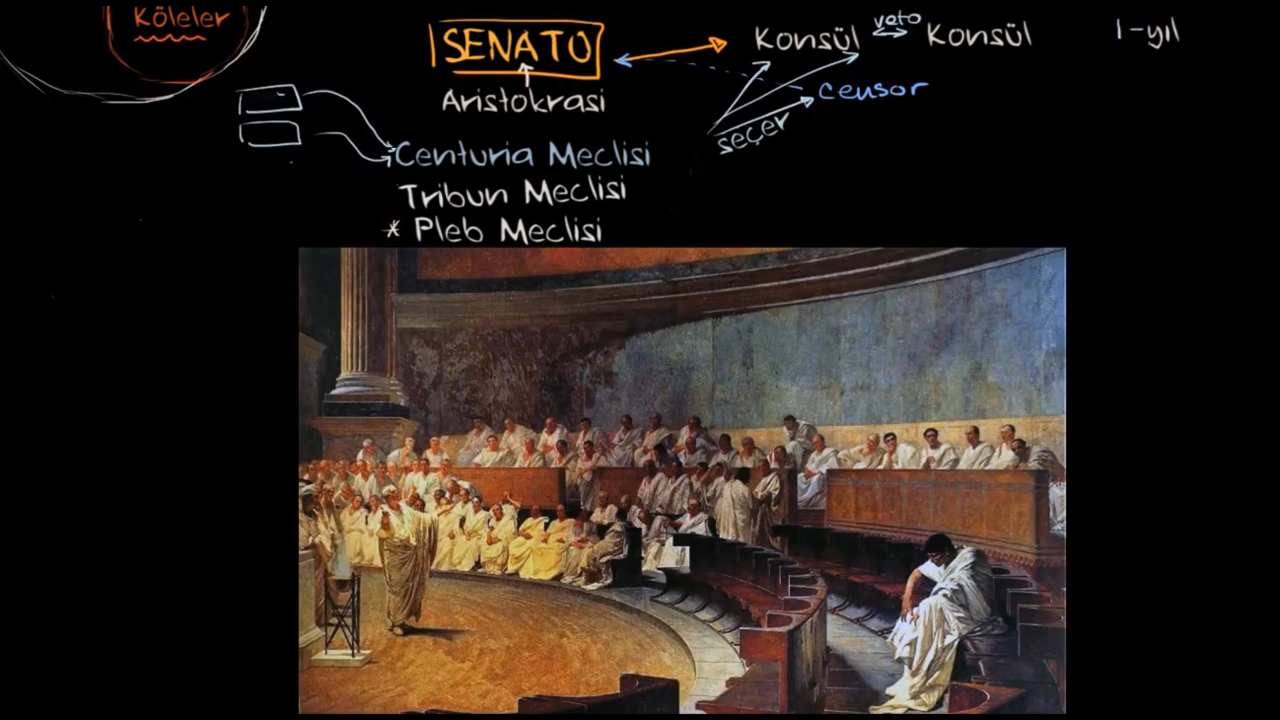 Köleler
SENATO
Konsül veto Konsül
1-yıl
Aristokrasi
censor
seçer
Centuria Meclisi
Tribun Meclisi
* Pleb Meclisi